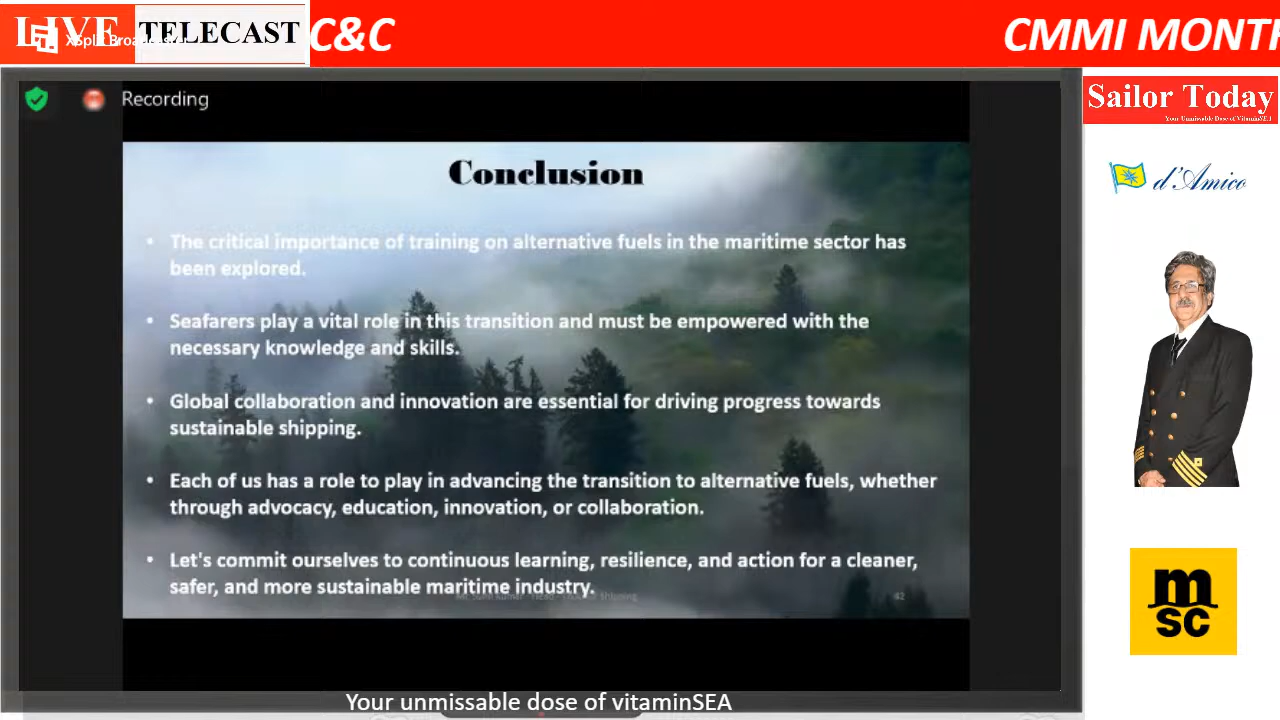 LIVE TELECAST C&C CMMI MONTH
XSplit Broadcaster
Recording
Sailor Today
Your Unmissable Dose of VitaminSEA
d'Amico
Conclusion
• The critical importance of training on alternative fuels in the maritime sector has
been explored.
• Seafarers play a vital role in this transition and must be empowered with the
necessary knowledge and skills.
• Global collaboration and innovation are essential for driving progress towards
sustainable shipping.
• Each of us has a role to play in advancing the transition to alternative fuels, whether
through advocacy, education, innovation, or collaboration.
• Let's commit ourselves to continuous learning, resilience, and action for a cleaner,
safer, and more sustainable maritime industry.
Shipping
42
m
sc
Your unmissable dose of vitaminSEA